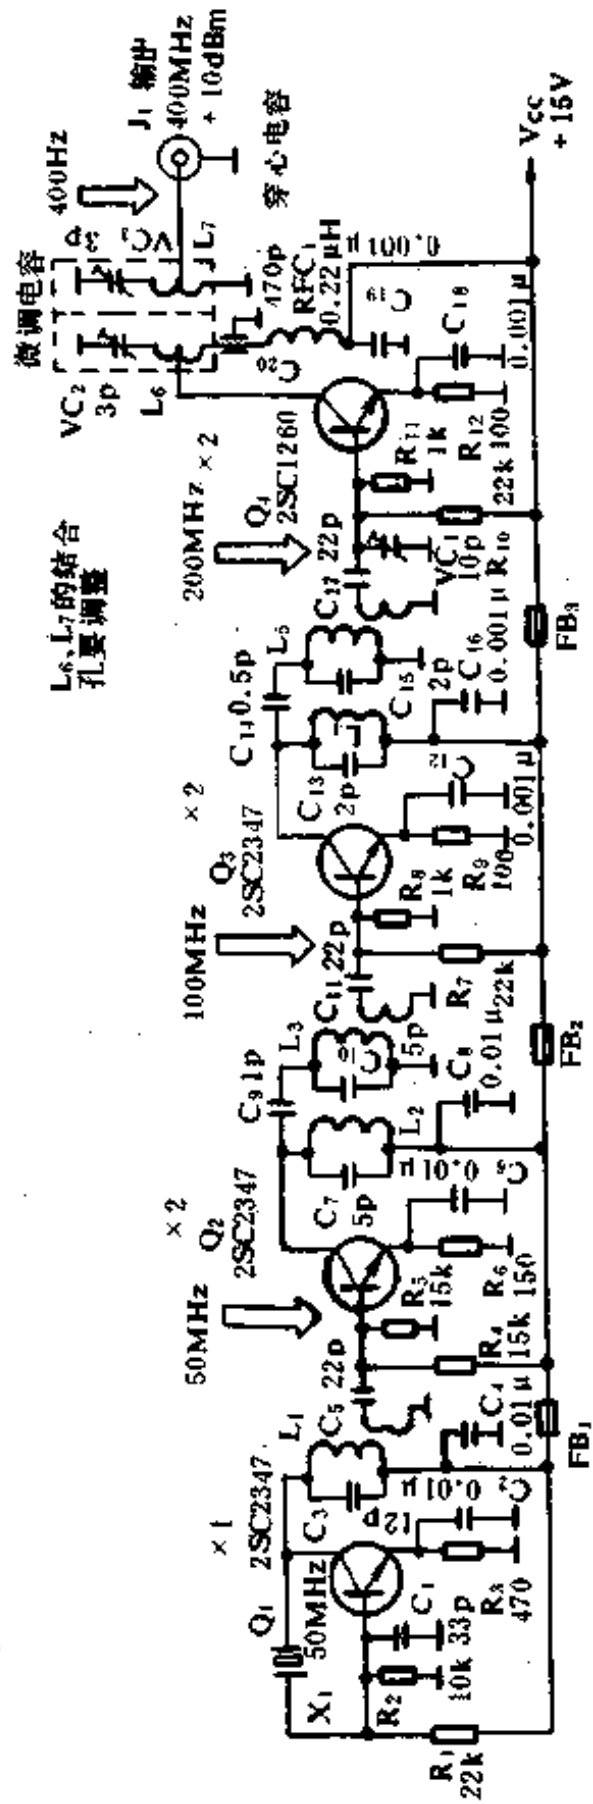 J₁ 输出
400MHz
+10dBm
400Hz
穿心电容
微调电容
VC₂
3p
VC₃ 3p
L₆
L₇
470p
RFC₁
0.22μH
0.001μ
C₁₉
C₂₀
Vcc
+15V
L₆、L₇的结合
孔要调整
200MHz
×2
Q₄
2SC1260
R₁₁
1k
R₁₂
100
C₁₈
0.001μ
C₁₇
22p
VC₁
10p
R₁₀
22k
FB₃
C₁₄ 0.5p
L₅
C₁₅
2p
C₁₆
0.001μ
C₁₃
2p
×2
Q₃
2SC2347
100MHz
C₁₂
0.001μ
R₈
1k
R₉
100
C₁₁
22p
R₇
22k
FB₂
C₉ 1p
L₃
5p
L₂
C₈
0.01μ
C₇
5p
×2
Q₂
2SC2347
50MHz
C₆
0.01μ
R₅
15k
R₆
150
C₅
22p
R₄
15k
FB₁
L₁
C₄
0.01μ
C₃
12p
×1
2SC2347
Q₁
50MHz
X₁
C₂
0.01μ
C₁
33p
R₃
470
R₂
10k
R₁
22k